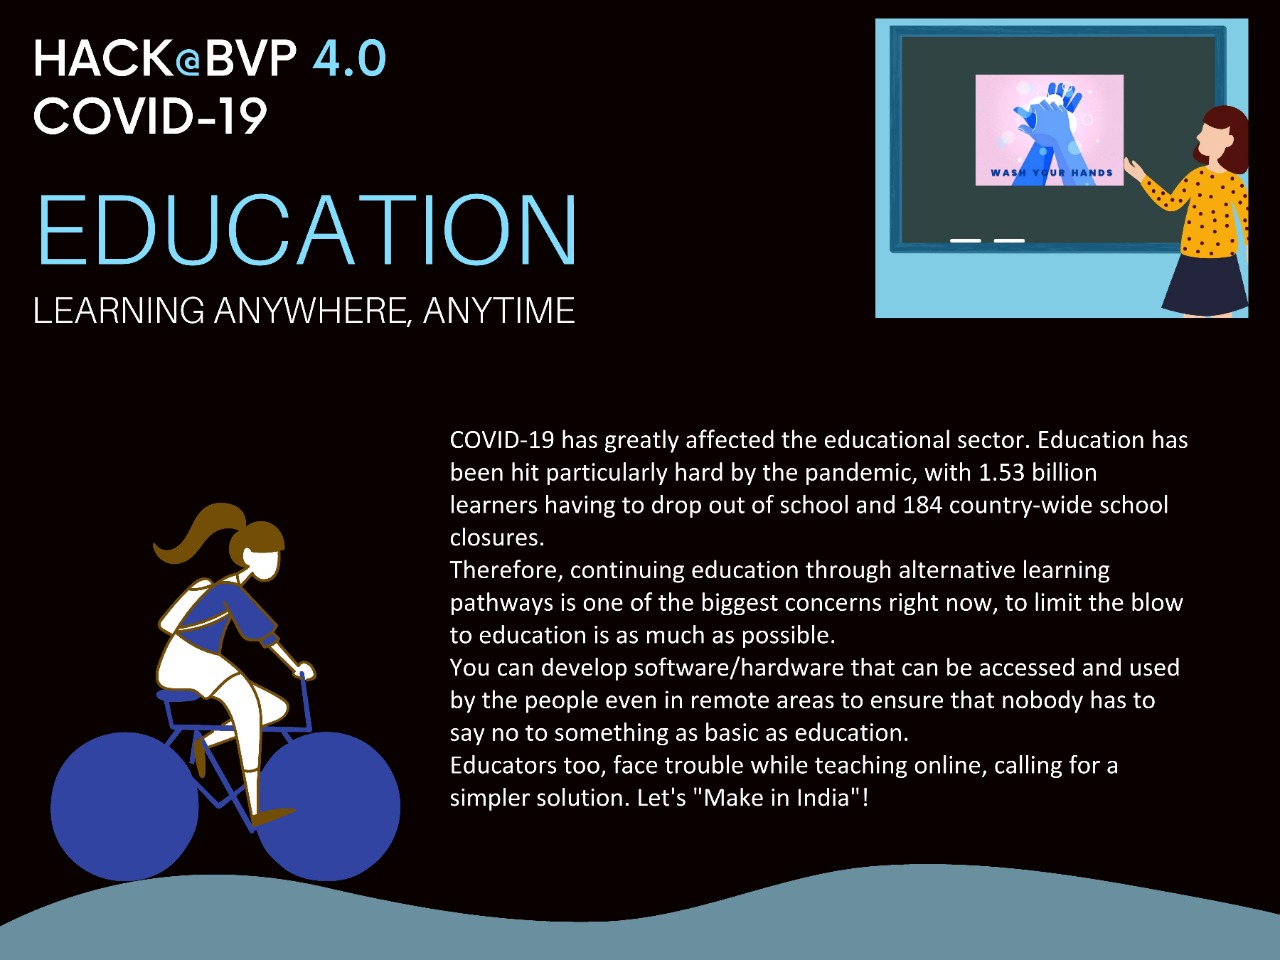 HACK@BVP 4.0
COVID-19
EDUCATION
LEARNING ANYWHERE, ANYTIME
WASH YOUR HANDS
COVID-19 has greatly affected the educational sector. Education has
been hit particularly hard by the pandemic, with 1.53 billion
learners having to drop out of school and 184 country-wide school
closures.
Therefore, continuing education through alternative learning
pathways is one of the biggest concerns right now, to limit the blow
to education is as much as possible.
You can develop software/hardware that can be accessed and used
by the people even in remote areas to ensure that nobody has to
say no to something as basic as education.
Educators too, face trouble while teaching online, calling for a
simpler solution. Let's "Make in India"!